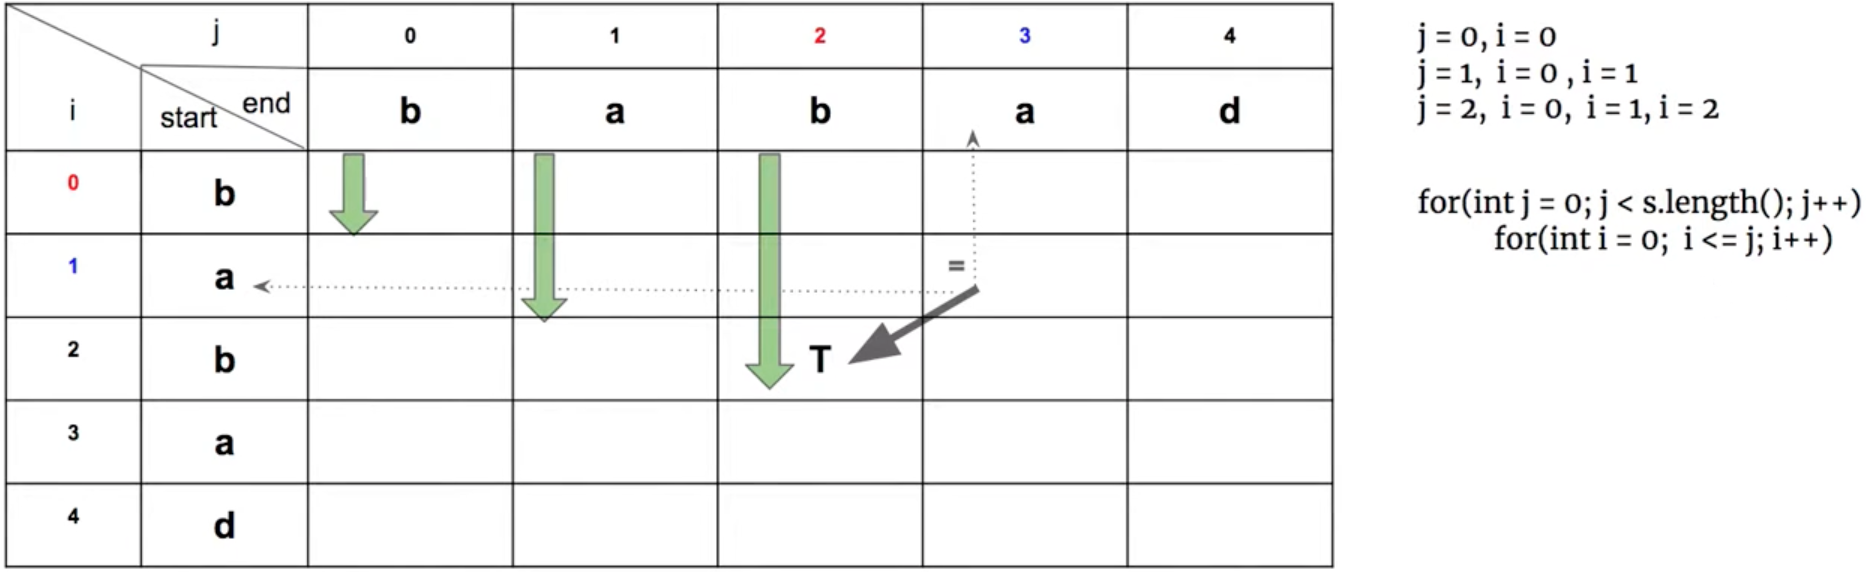 j 0 1 2 3 4
i start end b a b a d
0 b
1 a =
2 b T
3 a
4 d
j = 0, i = 0
j = 1, i = 0 , i = 1
j = 2, i = 0, i = 1, i = 2
for(int j = 0; j < s.length(); j++)
for(int i = 0; i <= j; i++)